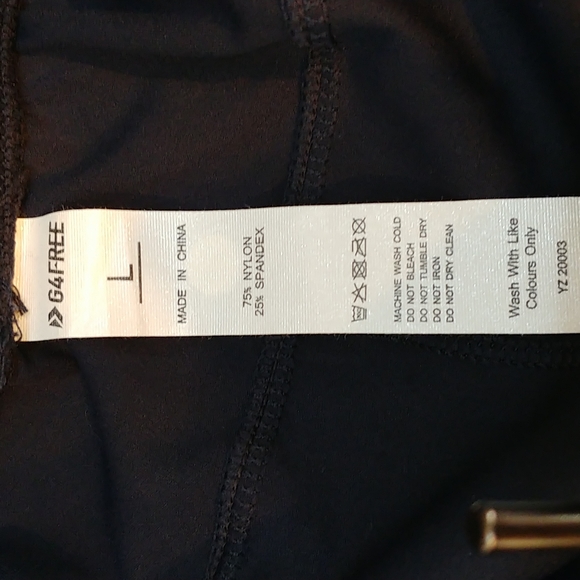 G4FREE
L
MADE IN CHINA
75% NYLON
25% SPANDEX
MACHINE WASH COLD
DO NOT BLEACH
DO NOT TUMBLE DRY
DO NOT IRON
DO NOT DRY CLEAN
Wash With Like
Colours Only
YZ 20003